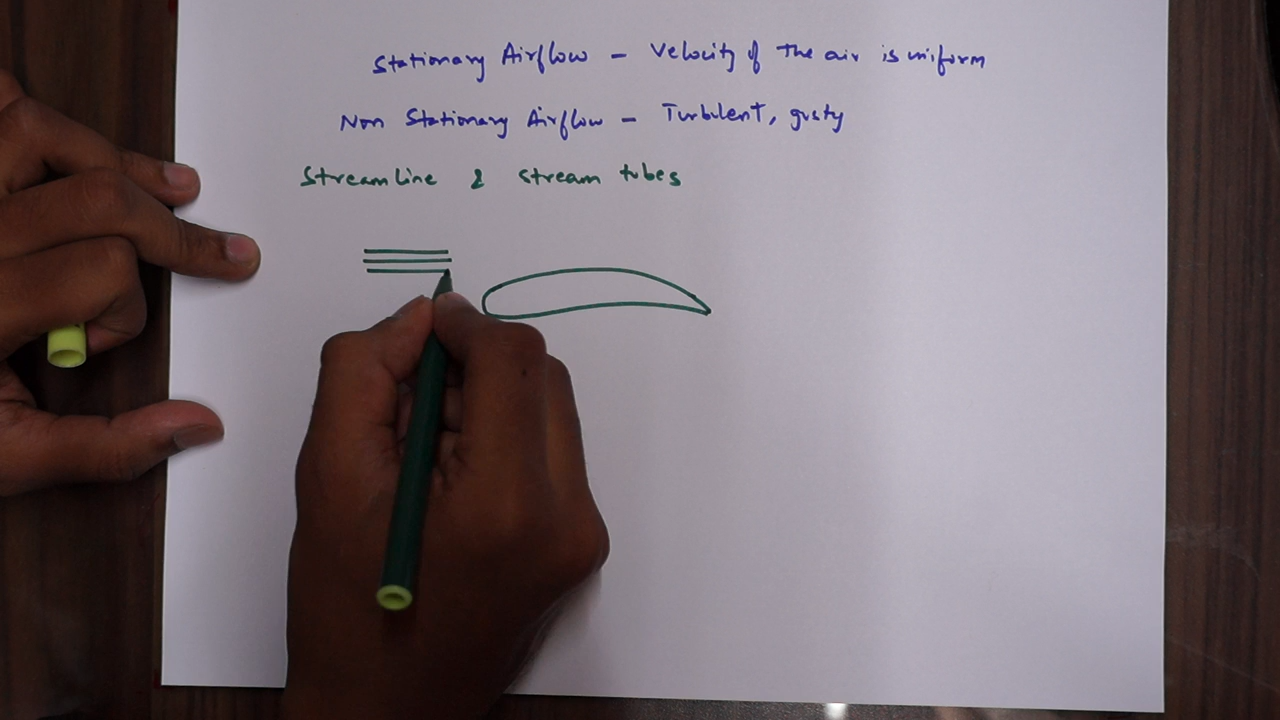 Stationary Airflow - Velocity of The air is uniform
Non Stationary Airflow - Turbulent, gusty
Streamline & stream tubes